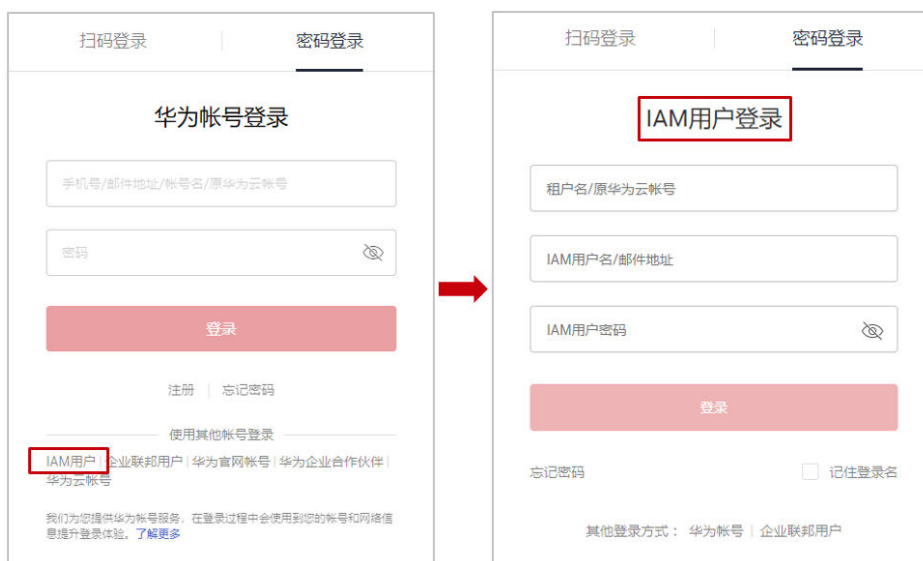 扫码登录
密码登录
华为帐号登录
手机号/邮件地址/帐号名/原华为云帐号
密码
登录
注册 | 忘记密码
使用其他帐号登录
IAM用户 | 企业联邦用户 | 华为官网帐号 | 华为企业合作伙伴 |
华为云帐号
我们为您提供华为帐号服务，在登录过程中会使用到您的帐号和网络信
息提升登录体验。了解更多
扫码登录
密码登录
IAM用户登录
租户名/原华为云帐号
IAM用户名/邮件地址
IAM用户密码
登录
忘记密码
记住登录名
其他登录方式： 华为帐号 | 企业联邦用户